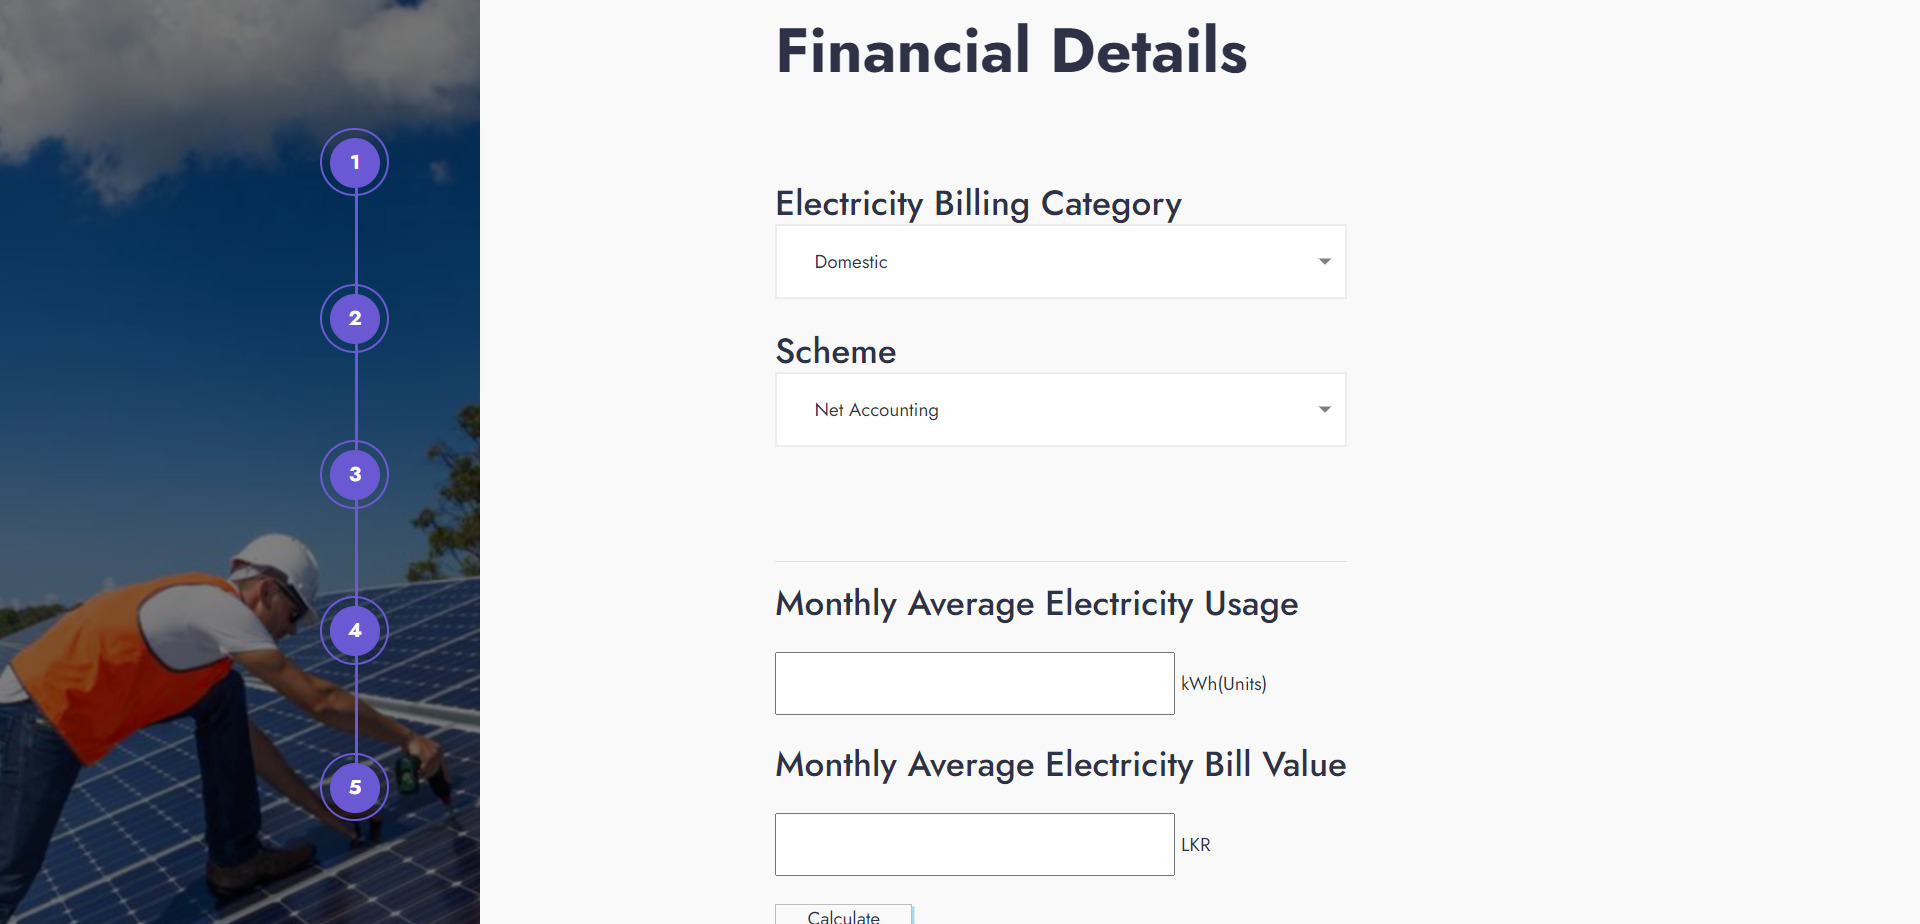 Financial Details
1
2
3
4
5
Electricity Billing Category
Domestic
Scheme
Net Accounting
Monthly Average Electricity Usage
kWh(Units)
Monthly Average Electricity Bill Value
LKR
Calculate